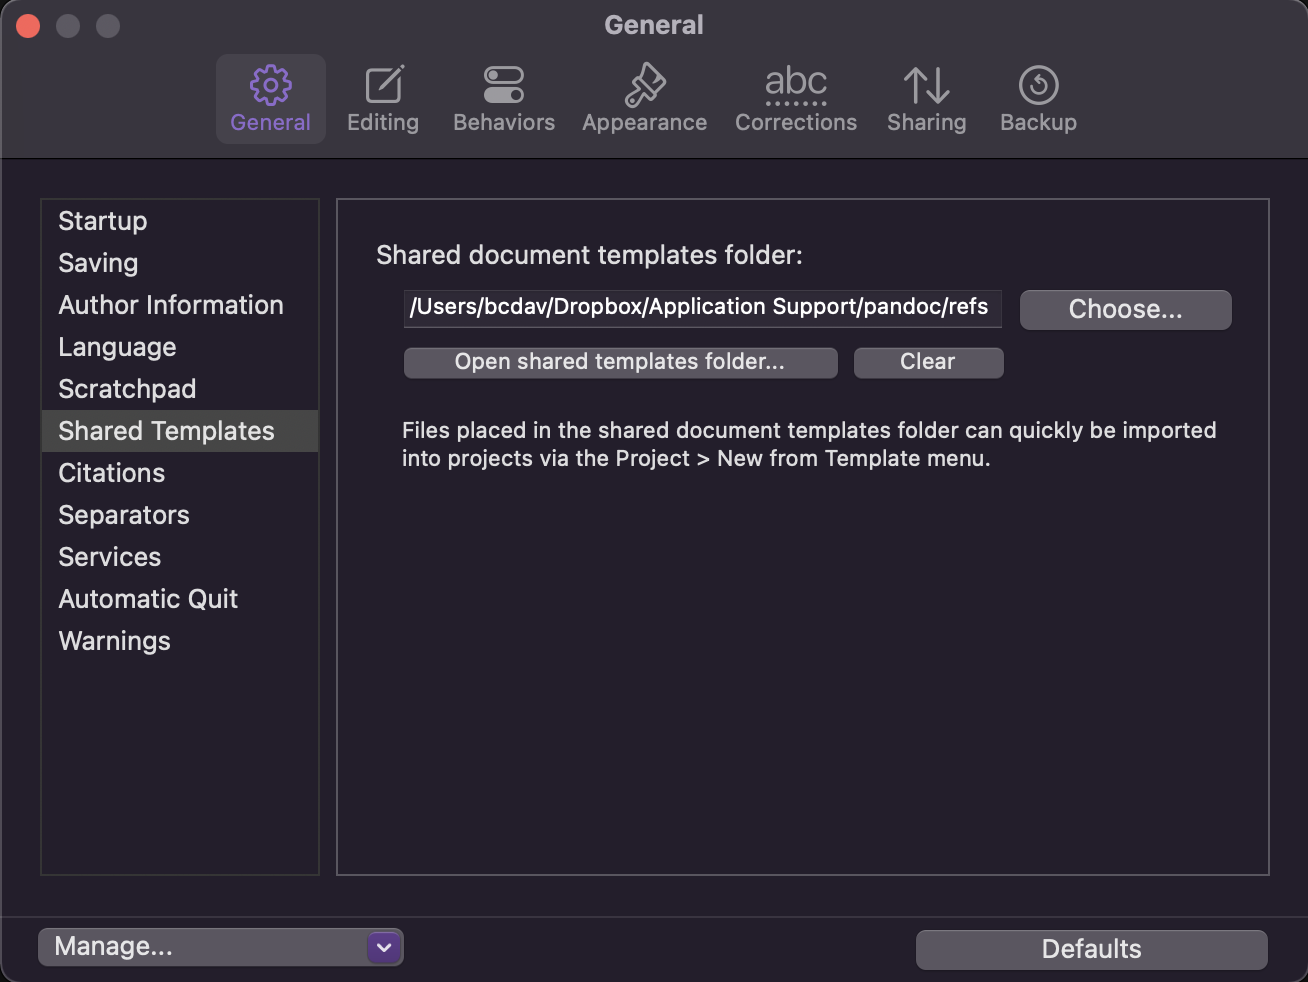 General
General
Editing
Behaviors
Appearance
abc
Corrections
Sharing
Backup
Startup
Saving
Author Information
Language
Scratchpad
Shared Templates
Citations
Separators
Services
Automatic Quit
Warnings
Shared document templates folder:
/Users/bcdav/Dropbox/Application Support/pandoc/refs
Choose...
Open shared templates folder...
Clear
Files placed in the shared document templates folder can quickly be imported
into projects via the Project > New from Template menu.
Manage...
Defaults